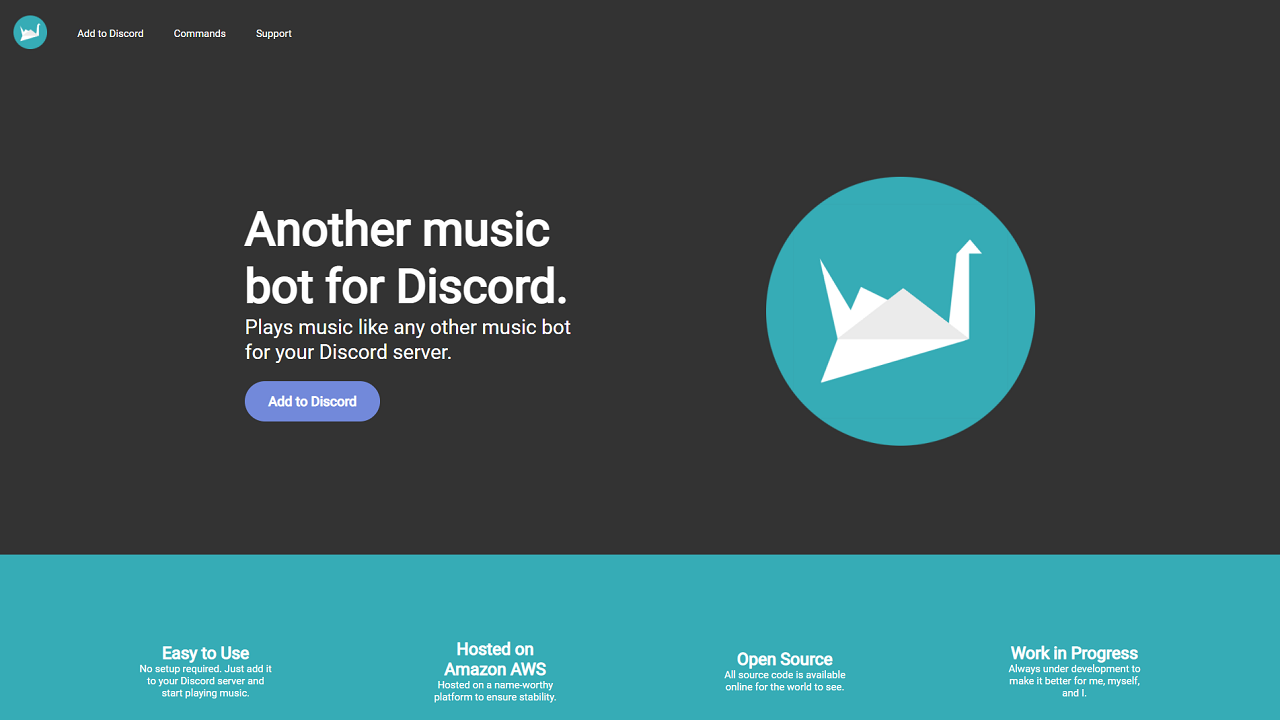 Add to Discord Commands Support
Another music
bot for Discord.
Plays music like any other music bot
for your Discord server.
Add to Discord
Easy to Use
No setup required. Just add it
to your Discord server and
start playing music.
Hosted on
Amazon AWS
Hosted on a name-worthy
platform to ensure stability.
Open Source
All source code is available
online for the world to see.
Work in Progress
Always under development to
make it better for me, myself,
and I.